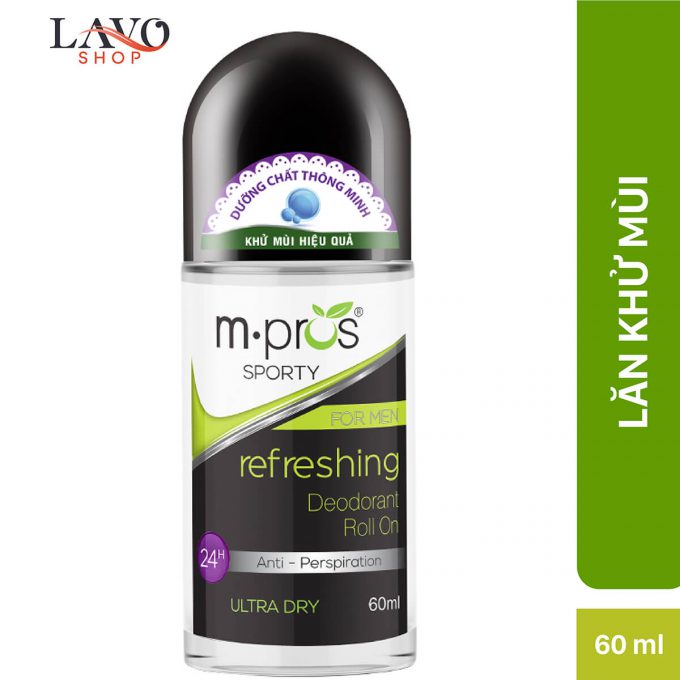 LAVO
SHOP
DƯỠNG CHẤT THÔNG MINH
KHỬ MÙI HIỆU QUẢ
m·pros®
SPORTY
FOR MEN
refreshing
Deodorant
Roll On
24H
Anti - Perspiration
ULTRA DRY
60ml
LĂN KHỬ MÙI
60 ml